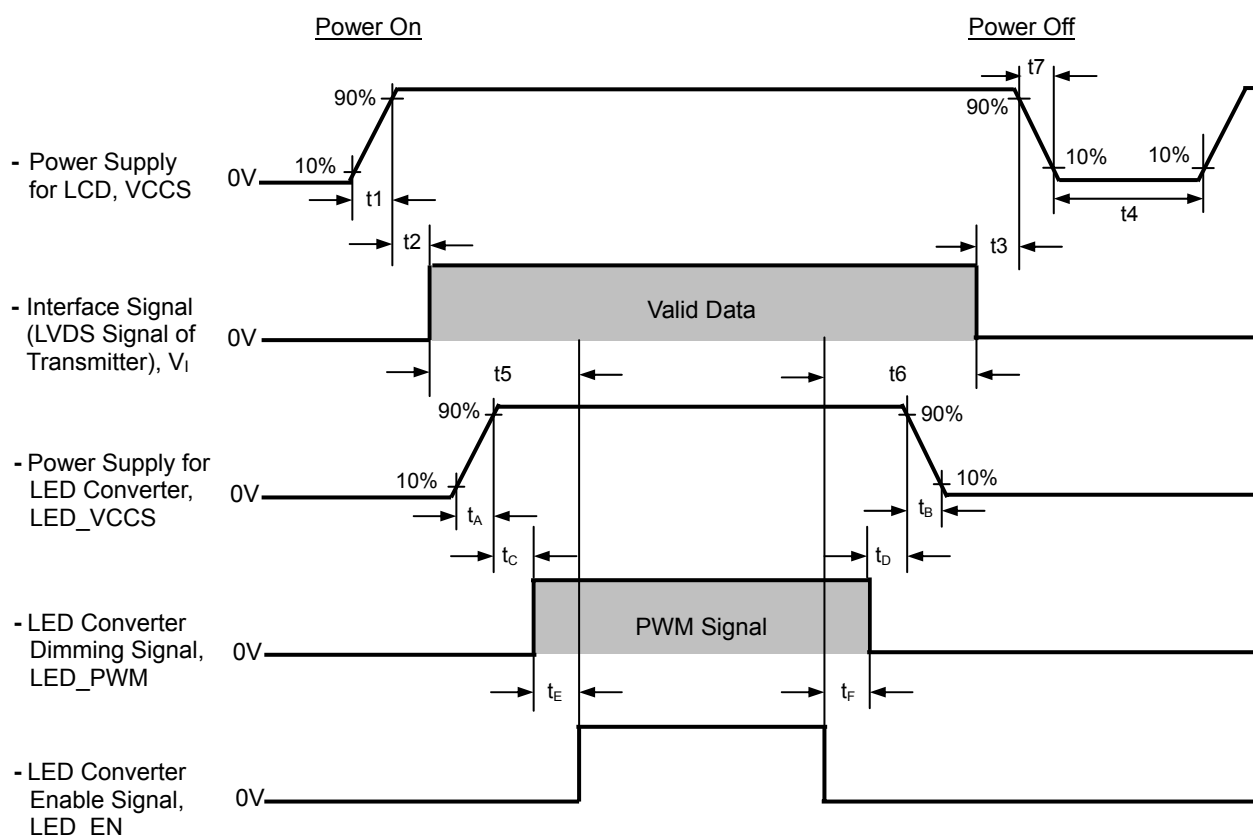 Power On
Power Off
t7
90%
90%
- Power Supply
for LCD, VCCS
0V
10%
10%
10%
t1
t4
t2
t3
- Interface Signal
(LVDS Signal of
Transmitter), VI
0V
Valid Data
t5
t6
90%
90%
- Power Supply for
LED Converter,
LED_VCCS
0V
10%
10%
tA
tB
tC
tD
- LED Converter
Dimming Signal,
LED_PWM
0V
PWM Signal
tE
tF
- LED Converter
Enable Signal,
LED_EN
0V